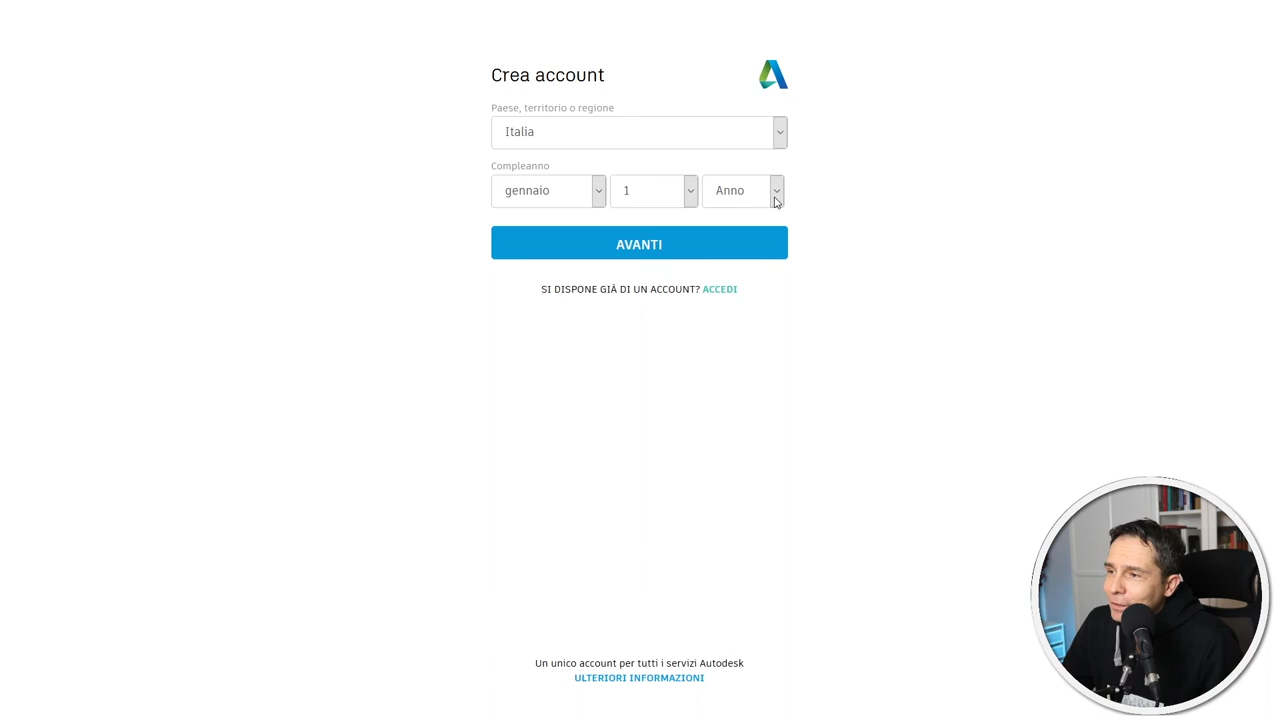 Crea account
Paese, territorio o regione
Italia
Compleanno
gennaio 1 Anno
AVANTI
SI DISPONE GIÀ DI UN ACCOUNT? ACCEDI
Un unico account per tutti i servizi Autodesk
ULTERIORI INFORMAZIONI